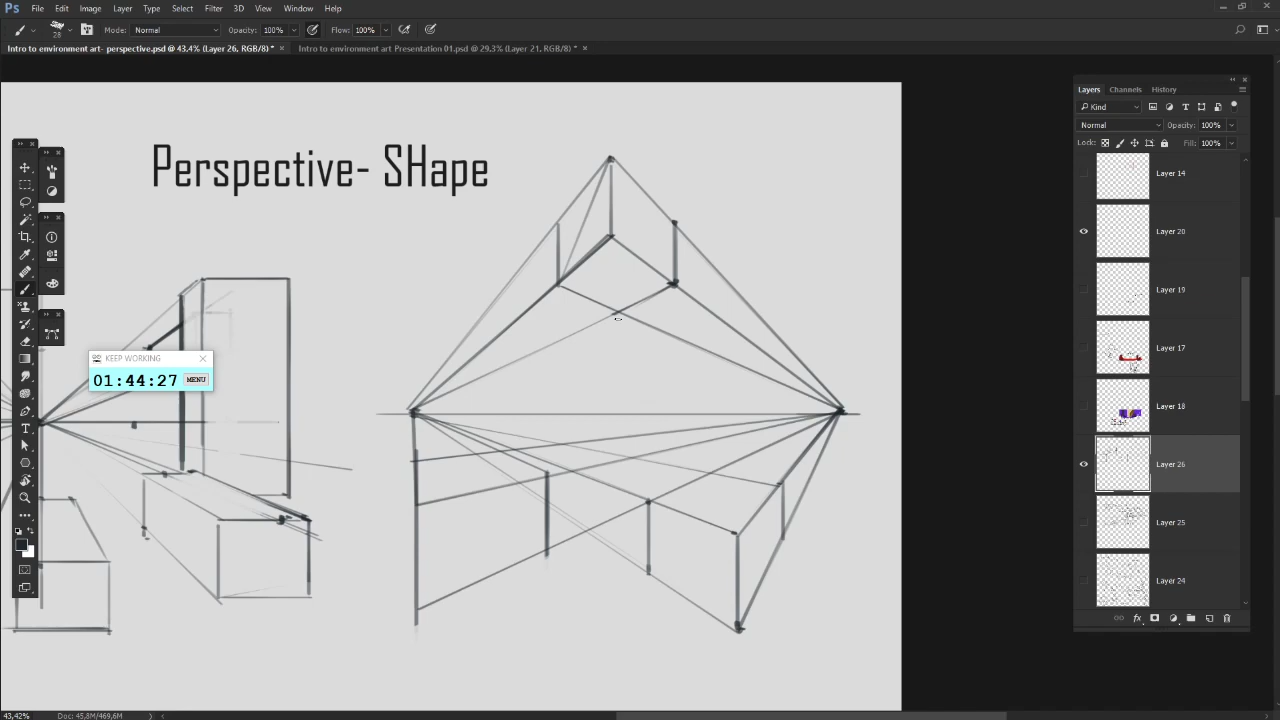 Ps File Edit Image Layer Type Select Filter 3D View Window Help
28 Mode: Normal Opacity: 100% Flow: 100%
Intro to environment art- perspective.psd @ 43,4% (Layer 26, RGB/8) * × Intro to environment art Presentation 01.psd @ 29,3% (Layer 21, RGB/8) * ×
Perspective- SHape
KEEP WORKING
01:44:27 MENU
Layers Channels History
Kind
Normal Opacity: 100%
Lock: Fill: 100%
Layer 14
Layer 20
Layer 19
Layer 17
Layer 18
Layer 26
Layer 25
Layer 24
fx
43,42% Doc: 45,8M/469,6M